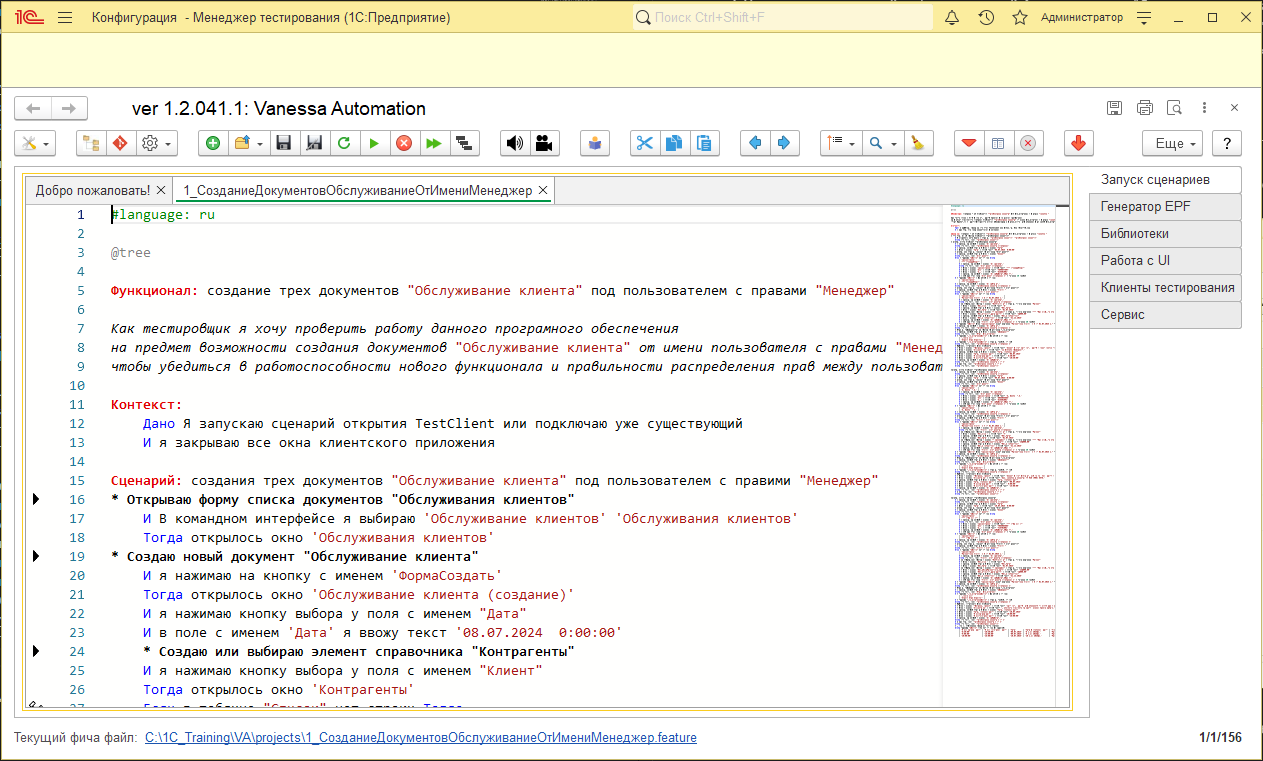 1С Конфигурация - Менеджер тестирования (1С:Предприятие) Поиск Ctrl+Shift+F Администратор
ver 1.2.041.1: Vanessa Automation
Еще ?
Добро пожаловать! 1_СозданиеДокументовОбслуживаниеОтИмениМенеджер
Запуск сценариев
Генератор EPF
Библиотеки
Работа с UI
Клиенты тестирования
Сервис
1 #language: ru
2
3 @tree
4
5 Функционал: создание трех документов "Обслуживание клиента" под пользователем с правами "Менеджер"
6
7 Как тестировщик я хочу проверить работу данного програмного обеспечения
8 на предмет возможности создания документов "Обслуживание клиента" от имени пользователя с правами "Менед
9 чтобы убедиться в работоспособности нового функционала и правильности распределения прав между пользоват
10
11 Контекст:
12 Дано Я запускаю сценарий открытия TestClient или подключаю уже существующий
13 И я закрываю все окна клиентского приложения
14
15 Сценарий: создания трех документов "Обслуживание клиента" под пользователем с правими "Менеджер"
16 * Открываю форму списка документов "Обслуживания клиентов"
17 И В командном интерфейсе я выбираю 'Обслуживание клиентов' 'Обслуживания клиентов'
18 Тогда открылось окно 'Обслуживания клиентов'
19 * Создаю новый документ "Обслуживание клиента"
20 И я нажимаю на кнопку с именем 'ФормаСоздать'
21 Тогда открылось окно 'Обслуживание клиента (создание)'
22 И я нажимаю кнопку выбора у поля с именем "Дата"
23 И в поле с именем 'Дата' я ввожу текст '08.07.2024  0:00:00'
24 * Создаю или выбираю элемент справочника "Контрагенты"
25 И я нажимаю кнопку выбора у поля с именем "Клиент"
26 Тогда открылось окно 'Контрагенты'
27 Если в таблице "Список" нет строки Тогда
Текущий фича файл: C:\1C_Training\VA\projects\1_СозданиеДокументовОбслуживаниеОтИмениМенеджер.feature 1/1/156